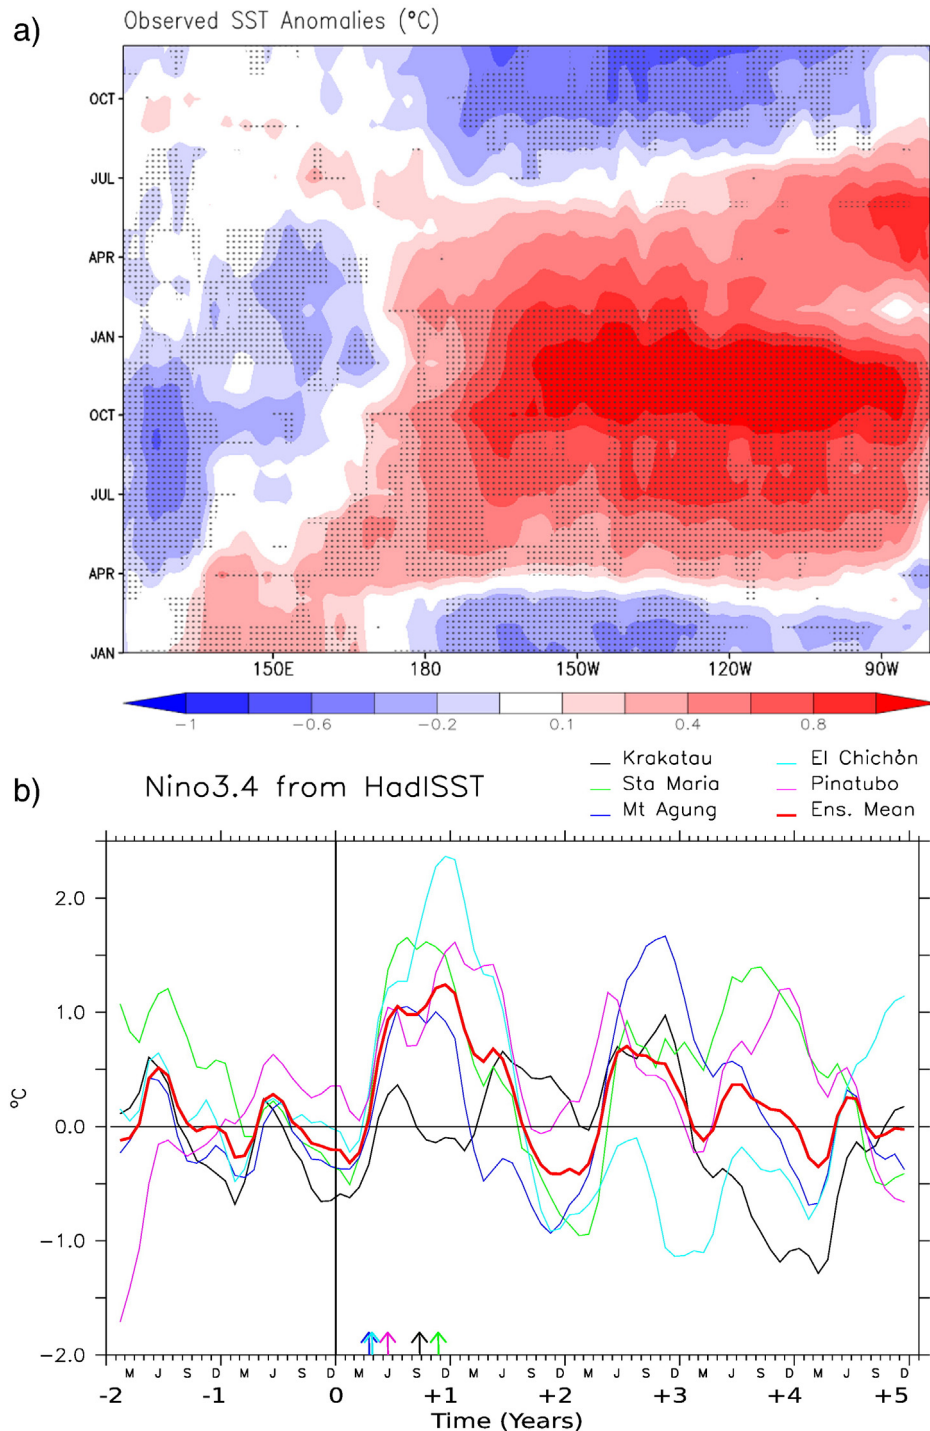 a)
Observed SST Anomalies (°C)
OCT
JUL
APR
JAN
OCT
JUL
APR
JAN
150E 180 150W 120W 90W
−1 −0.6 −0.2 0.1 0.4 0.8
b)
Nino3.4 from HadISST
Krakatau
Sta Maria
Mt Agung
El Chichón
Pinatubo
Ens. Mean
2.0
1.0
0.0
−1.0
−2.0
°C
M J S D M J S D M J S D M J S D M J S D M J S D M J S D
-2 -1 0 +1 +2 +3 +4 +5
Time (Years)